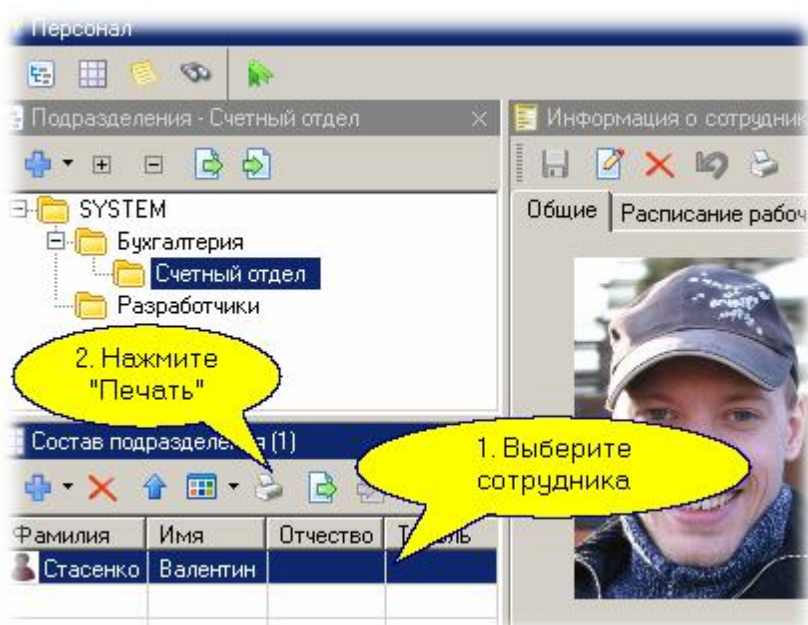 Персонал
Подразделения - Счетный отдел
Информация о сотрудник
Общие
Расписание рабоч
SYSTEM
Бухгалтерия
Счетный отдел
Разработчики
2. Нажмите
"Печать"
Состав подразделения (1)
1. Выберите
сотрудника
Фамилия
Имя
Отчество
Стасенко
Валентин